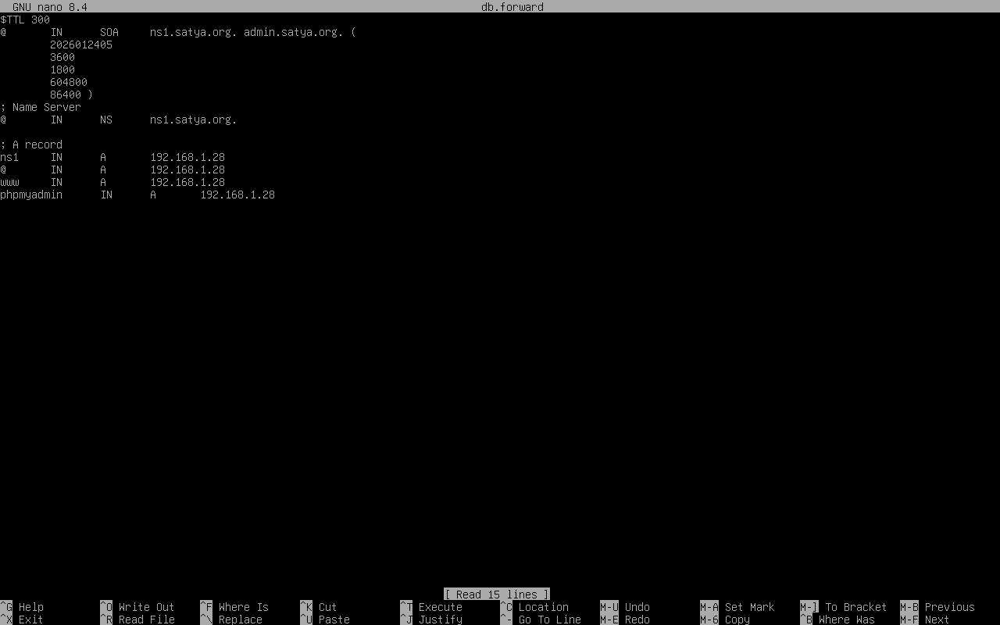 GNU nano 8.4 db.forward
$TTL 300
@ IN SOA ns1.satya.org. admin.satya.org. (
2026012405
3600
1800
604800
86400 )
; Name Server
@ IN NS ns1.satya.org.
; A record
ns1 IN A 192.168.1.28
@ IN A 192.168.1.28
www IN A 192.168.1.28
phpmyadmin IN A 192.168.1.28
[ Read 15 lines ]
^G Help ^O Write Out ^F Where Is ^K Cut ^T Execute ^C Location M-U Undo M-A Set Mark M-] To Bracket M-B Previous
^X Exit ^R Read File ^\ Replace ^U Paste ^J Justify ^- Go To Line M-E Redo M-6 Copy ^B Where Was M-F Next